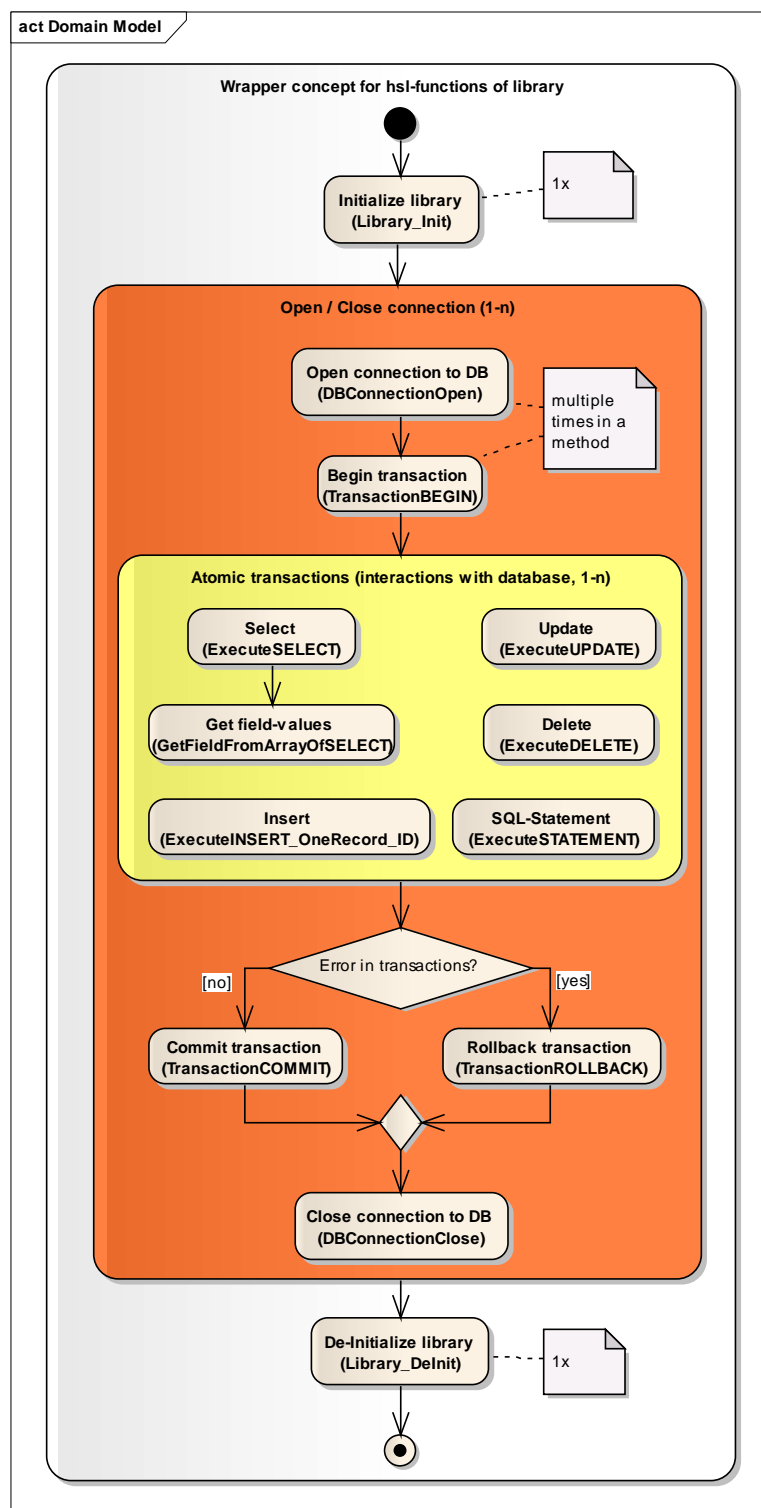 act Domain Model
Wrapper concept for hsl-functions of library
Initialize library
(Library_Init)
1x
Open / Close connection (1-n)
Open connection to DB
(DBConnectionOpen)
multiple
times in a
method
Begin transaction
(TransactionBEGIN)
Atomic transactions (interactions with database, 1-n)
Select
(ExecuteSELECT)
Update
(ExecuteUPDATE)
Get field-values
(GetFieldFromArrayOfSELECT)
Delete
(ExecuteDELETE)
Insert
(ExecuteINSERT_OneRecord_ID)
SQL-Statement
(ExecuteSTATEMENT)
Error in transactions?
[no]
[yes]
Commit transaction
(TransactionCOMMIT)
Rollback transaction
(TransactionROLLBACK)
Close connection to DB
(DBConnectionClose)
De-Initialize library
(Library_DeInit)
1x